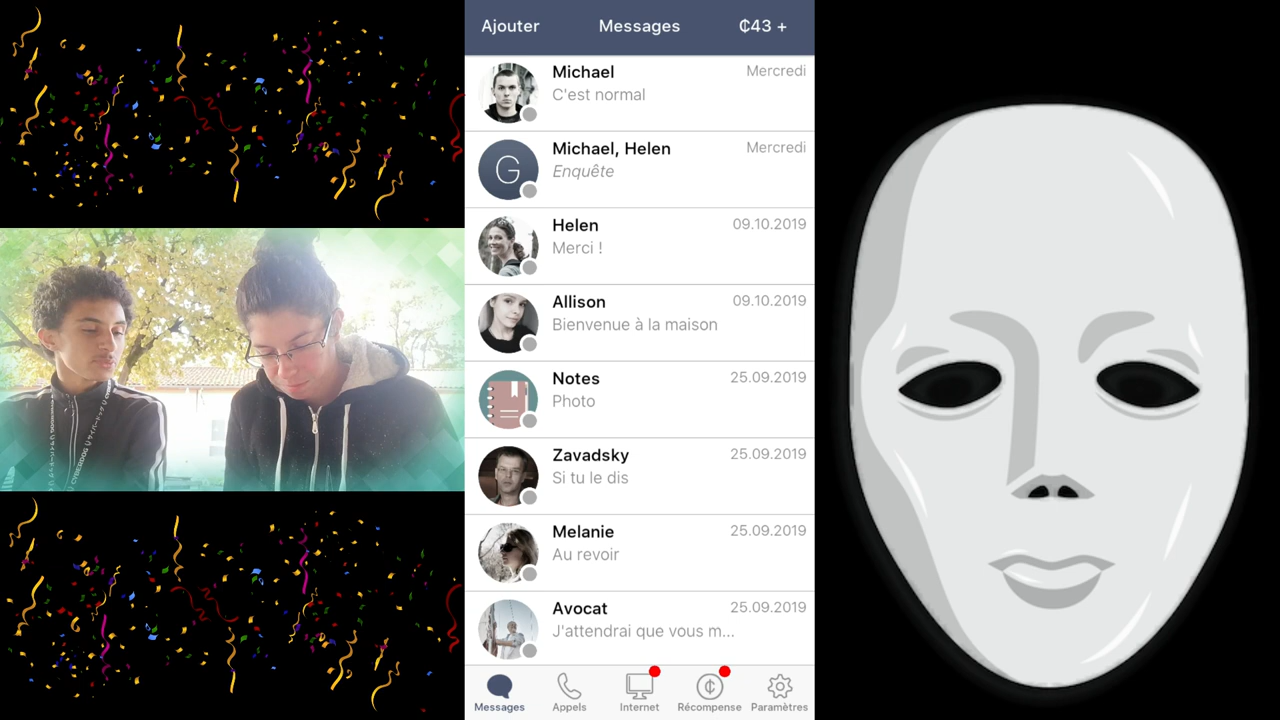 Ajouter
Messages
₵43 +
Michael
Mercredi
C'est normal
G
Michael, Helen
Mercredi
Enquête
Helen
09.10.2019
Merci !
Allison
09.10.2019
Bienvenue à la maison
Notes
25.09.2019
Photo
Zavadsky
25.09.2019
Si tu le dis
Melanie
25.09.2019
Au revoir
Avocat
25.09.2019
J'attendrai que vous m...
Messages
Appels
Internet
Récompense
Paramètres
CYBERDOG